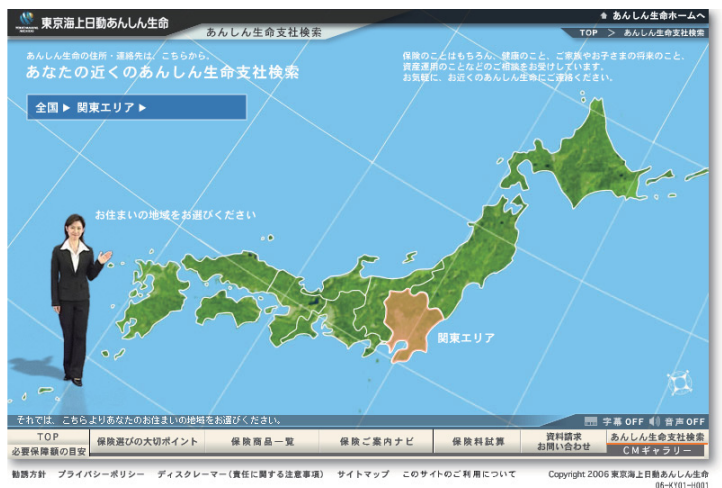 東京海上日動あんしん生命
あんしん生命支社検索
あんしん生命ホームへ
TOP ＞ あんしん生命支社検索
あんしん生命の住所・連絡先は、こちらから。
あなたの近くのあんしん生命支社検索
保険のことはもちろん、健康のこと、ご家族やお子さまの将来のこと、
資産運用のことなどのご相談をお受けしています。
お気軽に、お近くのあんしん生命にご連絡ください。
全国 ▶ 関東エリア ▶
お住まいの地域をお選びください
関東エリア
それでは、こちらよりあなたのお住まいの地域をお選びください。
字幕 OFF 音声 OFF
TOP
必要保障額の目安
保険選びの大切ポイント
保険商品一覧
保険ご案内ナビ
保険料試算
資料請求
お問い合わせ
あんしん生命支社検索
CMギャラリー
勧誘方針 プライバシーポリシー ディスクレーマー(責任に関する注意事項) サイトマップ このサイトのご利用について Copyright 2006 東京海上日動あんしん生命
06-KY01-H001